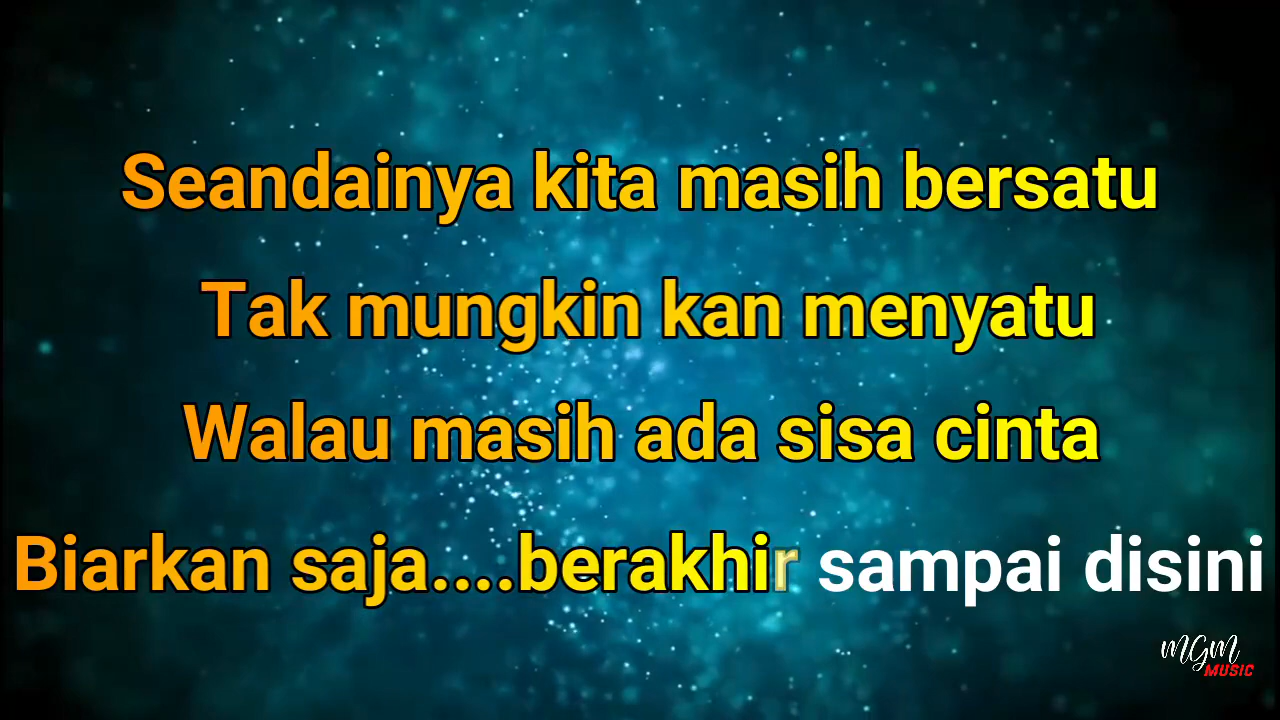 Seandainya kita masih bersatu
Tak mungkin kan menyatu
Walau masih ada sisa cinta
Biarkan saja....berakhir sampai disini
MGM
MUSIC